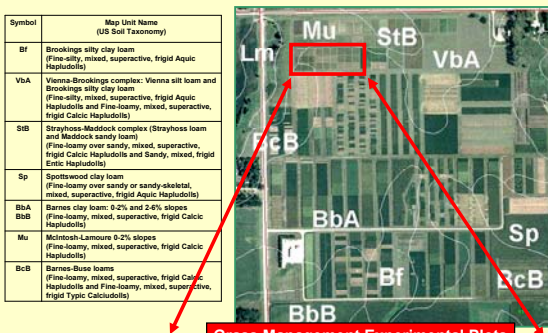 Symbol
Map Unit Name
(US Soil Taxonomy)
Bf
Brookings silty clay loam
(Fine-silty, mixed, superactive, frigid Aquic
Hapludolls)
VbA
Vienna-Brookings complex: Vienna silt loam and
Brookings silty clay loam
(Fine-silty, mixed, superactive, frigid Aquic
Hapludolls and Fine-loamy, mixed, superactive,
frigid Calcic Hapludolls)
StB
Strayhoss-Maddock complex (Strayhoss loam
and Maddock sandy loam)
(Fine-loamy over sandy, mixed, superactive,
frigid Calcic Hapludolls and Sandy, mixed, frigid
Entic Hapludolls)
Sp
Spottswood clay loam
(Fine-loamy over sandy or sandy-skeletal,
mixed, superactive, frigid Aquic Hapludolls)
BbA
BbB
Barnes clay loam: 0-2% and 2-6% slopes
(Fine-loamy, mixed, superactive, frigid Calcic
Hapludolls)
Mu
McIntosh-Lamoure 0-2% slopes
(Fine-loamy, mixed, superactive, frigid Calcic
Hapludolls)
BcB
Barnes-Buse loams
(Fine-loamy, mixed, superactive, frigid Calcic
Hapludolls and Fine-loamy, mixed, superactive,
frigid Typic Calciudolls)
Mu
StB
Lm
VbA
BcB
BbA
Sp
Bf
BcB
BbB